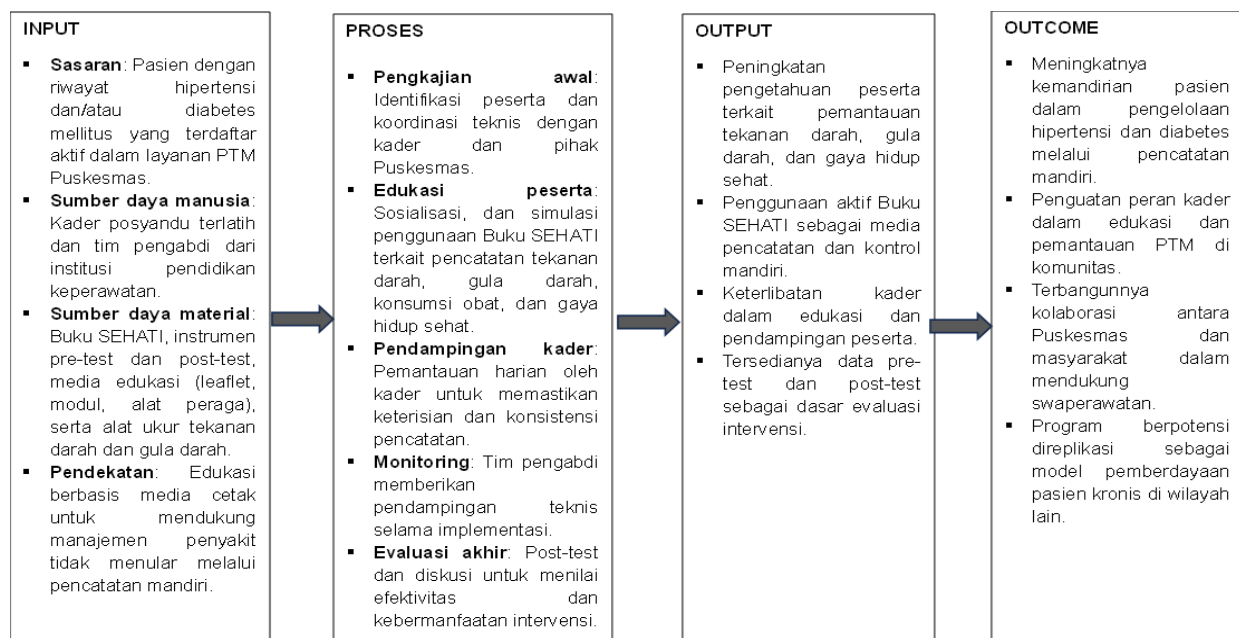 INPUT
▪ Sasaran: Pasien dengan
riwayat hipertensi
dan/atau diabetes
mellitus yang terdaftar
aktif dalam layanan PTM
Puskesmas.
▪ Sumber daya manusia:
Kader posyandu terlatih
dan tim pengabdi dari
institusi pendidikan
keperawatan.
▪ Sumber daya material:
Buku SEHATI, instrumen
pre-test dan post-test,
media edukasi (leaflet,
modul, alat peraga),
serta alat ukur tekanan
darah dan gula darah.
▪ Pendekatan: Edukasi
berbasis media cetak
untuk mendukung
manajemen penyakit
tidak menular melalui
pencatatan mandiri.
PROSES
▪ Pengkajian awal:
Identifikasi peserta dan
koordinasi teknis dengan
kader dan pihak
Puskesmas.
▪ Edukasi peserta:
Sosialisasi, dan simulasi
penggunaan Buku SEHATI
terkait pencatatan tekanan
darah, gula darah,
konsumsi obat, dan gaya
hidup sehat.
▪ Pendampingan kader:
Pemantauan harian oleh
kader untuk memastikan
keterisian dan konsistensi
pencatatan.
▪ Monitoring: Tim pengabdi
memberikan
pendampingan teknis
selama implementasi.
▪ Evaluasi akhir: Post-test
dan diskusi untuk menilai
efektivitas dan
kebermanfaatan intervensi.
OUTPUT
▪ Peningkatan
pengetahuan peserta
terkait pemantauan
tekanan darah, gula
darah, dan gaya hidup
sehat.
▪ Penggunaan aktif Buku
SEHATI sebagai media
pencatatan dan kontrol
mandiri.
▪ Keterlibatan kader
dalam edukasi dan
pendampingan peserta.
▪ Tersedianya data pre-
test dan post-test
sebagai dasar evaluasi
intervensi.
OUTCOME
▪ Meningkatnya
kemandirian pasien
dalam pengelolaan
hipertensi dan diabetes
melalui pencatatan
mandiri.
▪ Penguatan peran kader
dalam edukasi dan
pemantauan PTM di
komunitas.
▪ Terbangunnya
kolaborasi antara
Puskesmas dan
masyarakat dalam
mendukung
swaperawatan.
▪ Program berpotensi
direplikasi sebagai
model pemberdayaan
pasien kronis di wilayah
lain.